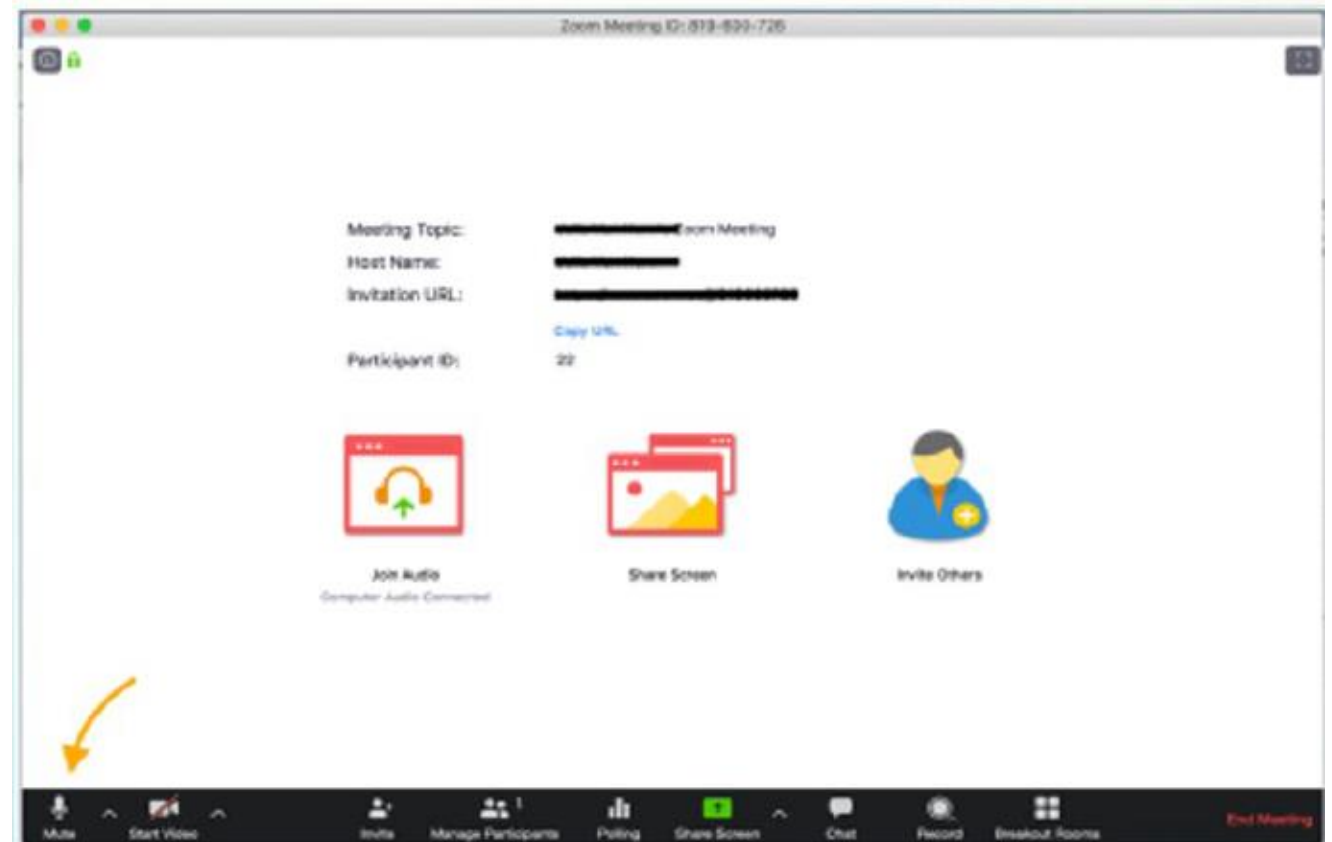 Zoom Meeting ID: 819-600-726
Meeting Topic: Zoom Meeting
Host Name:
Invitation URL:
Copy URL
Participant ID: 22
Join Audio Share Screen Invite Others
Computer Audio Connected
1
Mute Start Video Invite Manage Participants Polling Share Screen Chat Record Breakout Rooms End Meeting